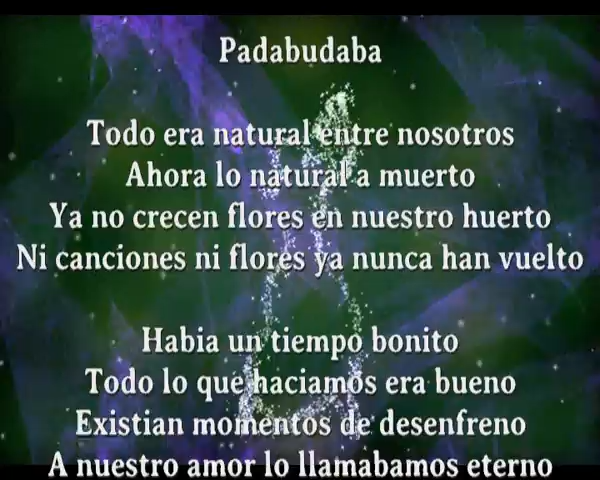 Padabudaba
Todo era natural entre nosotros
Ahora lo natural a muerto
Ya no crecen flores en nuestro huerto
Ni canciones ni flores ya nunca han vuelto
Habia un tiempo bonito
Todo lo que haciamos era bueno
Existian momentos de desenfreno
A nuestro amor lo llamabamos eterno